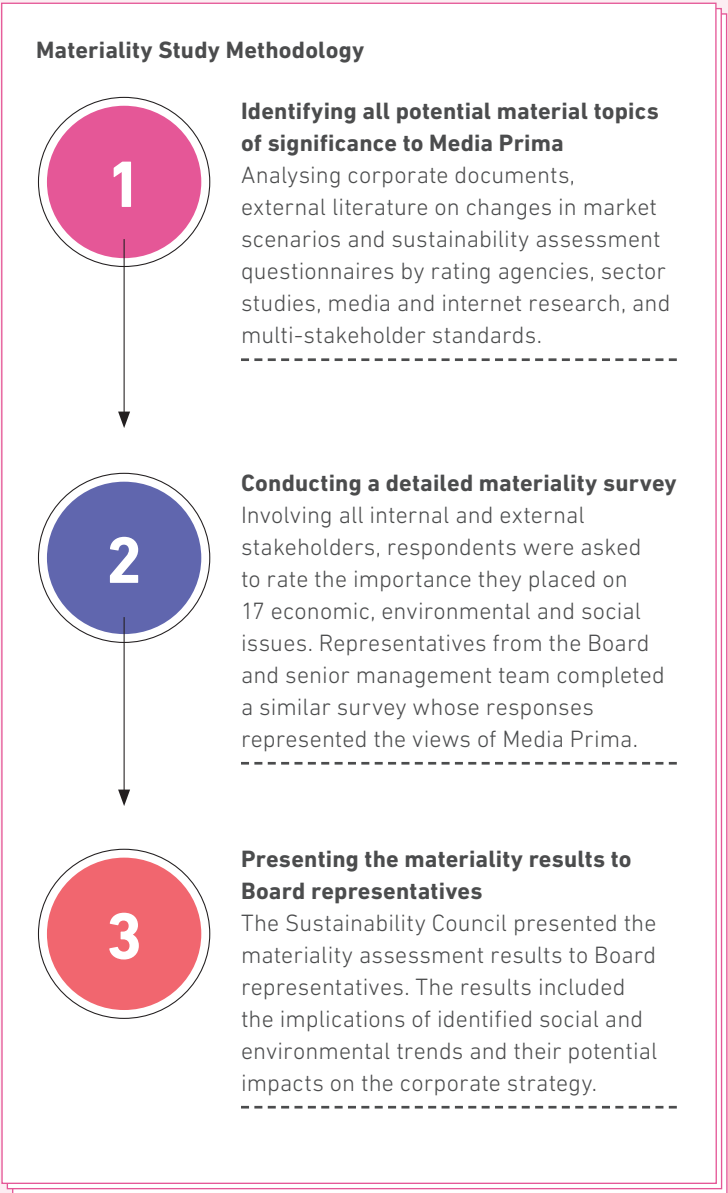 Materiality Study Methodology
1
Identifying all potential material topics
of significance to Media Prima
Analysing corporate documents,
external literature on changes in market
scenarios and sustainability assessment
questionnaires by rating agencies, sector
studies, media and internet research, and
multi-stakeholder standards.
2
Conducting a detailed materiality survey
Involving all internal and external
stakeholders, respondents were asked
to rate the importance they placed on
17 economic, environmental and social
issues. Representatives from the Board
and senior management team completed
a similar survey whose responses
represented the views of Media Prima.
3
Presenting the materiality results to
Board representatives
The Sustainability Council presented the
materiality assessment results to Board
representatives. The results included
the implications of identified social and
environmental trends and their potential
impacts on the corporate strategy.